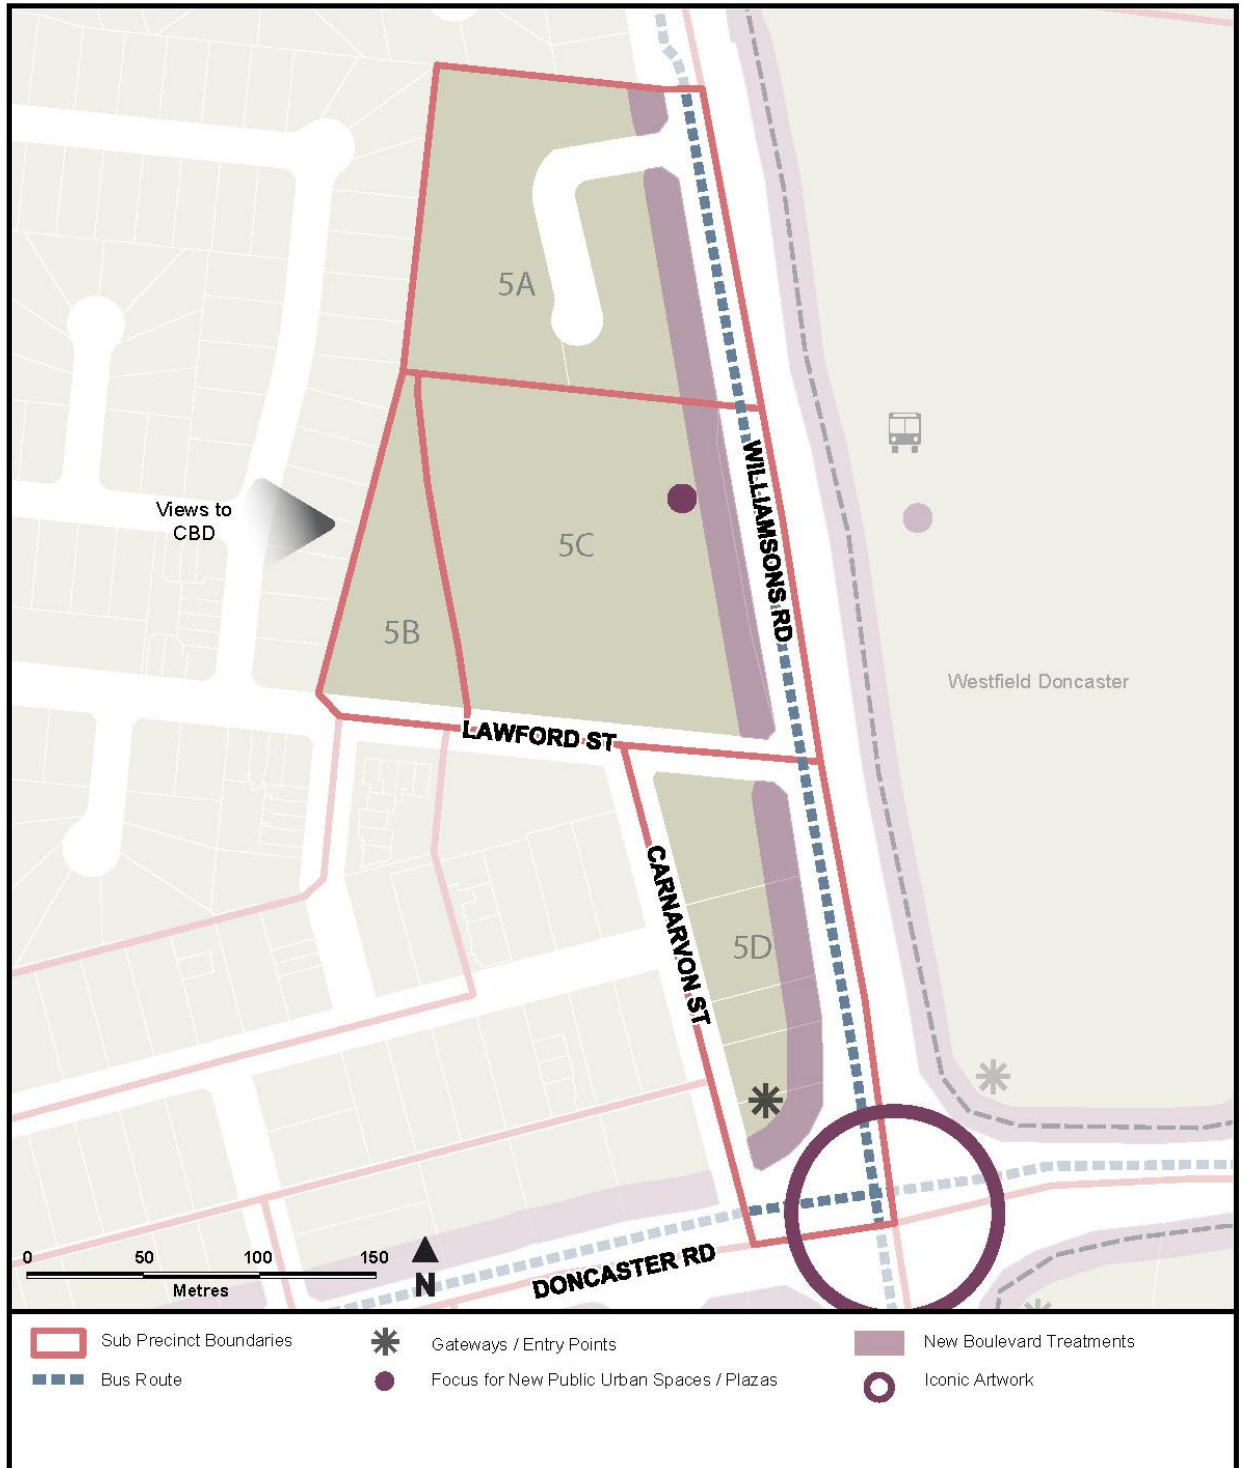 5A
WILLIAMSONS RD
Views to
CBD
5C
5B
Westfield Doncaster
LAWFORD ST
CARNARVON ST
5D
0 50 100 150
Metres
N
DONCASTER RD
Sub Precinct Boundaries
Gateways / Entry Points
New Boulevard Treatments
Bus Route
Focus for New Public Urban Spaces / Plazas
Iconic Artwork